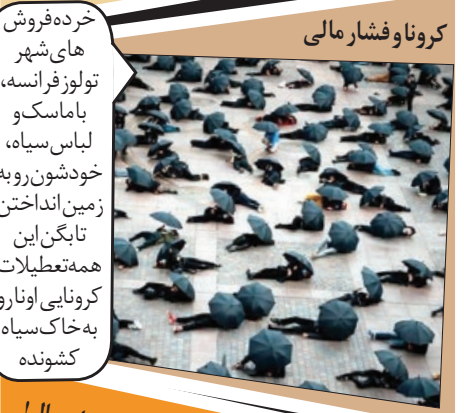 کرونا و فشار مالی
خرده‌فروش
های شهر
تولوز فرانسه،
با ماسک و
لباس سیاه،
خودشون رو به
زمین انداختن
تا بگن این
همه تعطیلات
کرونایی اونا رو
به خاک سیاه
کشونده